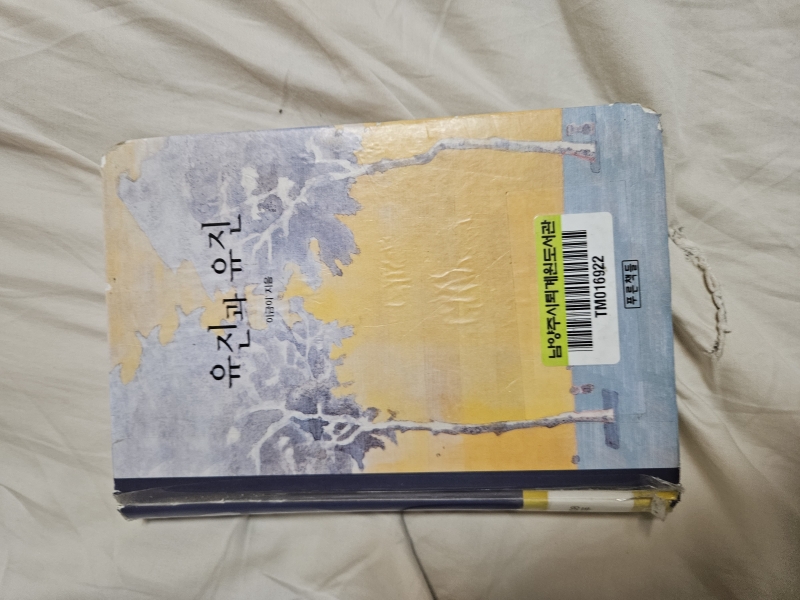 유진과 유진
이금이 지음
남양주시퇴계원도서관
TM016922
푸른책들